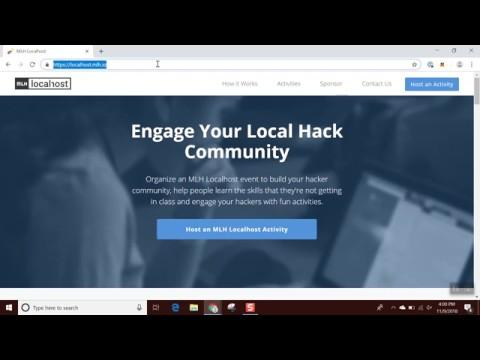 MLH Localhost
https://localhost.mlh.io
MLH localhost
How it Works
Activities
Sponsor
Contact Us
Host an Activity
Engage Your Local Hack
Community
Organize an MLH Localhost event to build your hacker
community, help people learn the skills that they're not getting
in class and engage your hackers with fun activities.
Host an MLH Localhost Activity
Type here to search
4:00 PM
11/9/2018